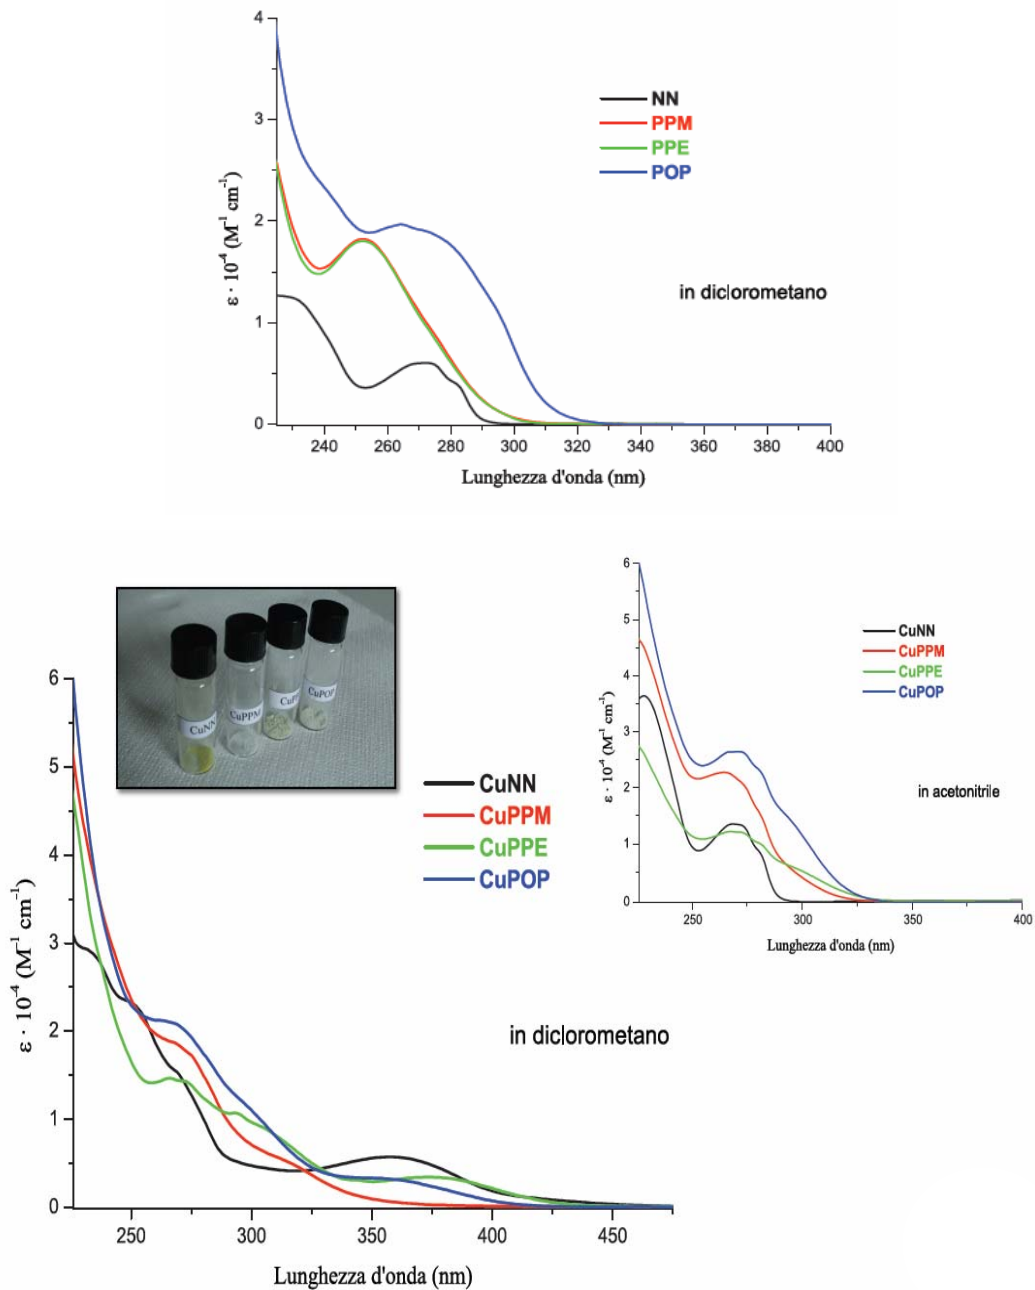 4
3
2
1
0
ε · 10⁻⁴ (M⁻¹ cm⁻¹)
NN
PPM
PPE
POP
in diclorometano
240 260 280 300 320 340 360 380 400
Lunghezza d'onda (nm)
6
5
4
3
2
1
0
ε · 10⁻⁴ (M⁻¹ cm⁻¹)
CuNN
CuPPM
CuPPE
CuPOP
in acetonitrile
250 300 350 400
Lunghezza d'onda (nm)
CuNN
CuPPM
CuPOP
6
5
4
3
2
1
0
ε · 10⁻⁴ (M⁻¹ cm⁻¹)
CuNN
CuPPM
CuPPE
CuPOP
in diclorometano
250 300 350 400 450
Lunghezza d'onda (nm)